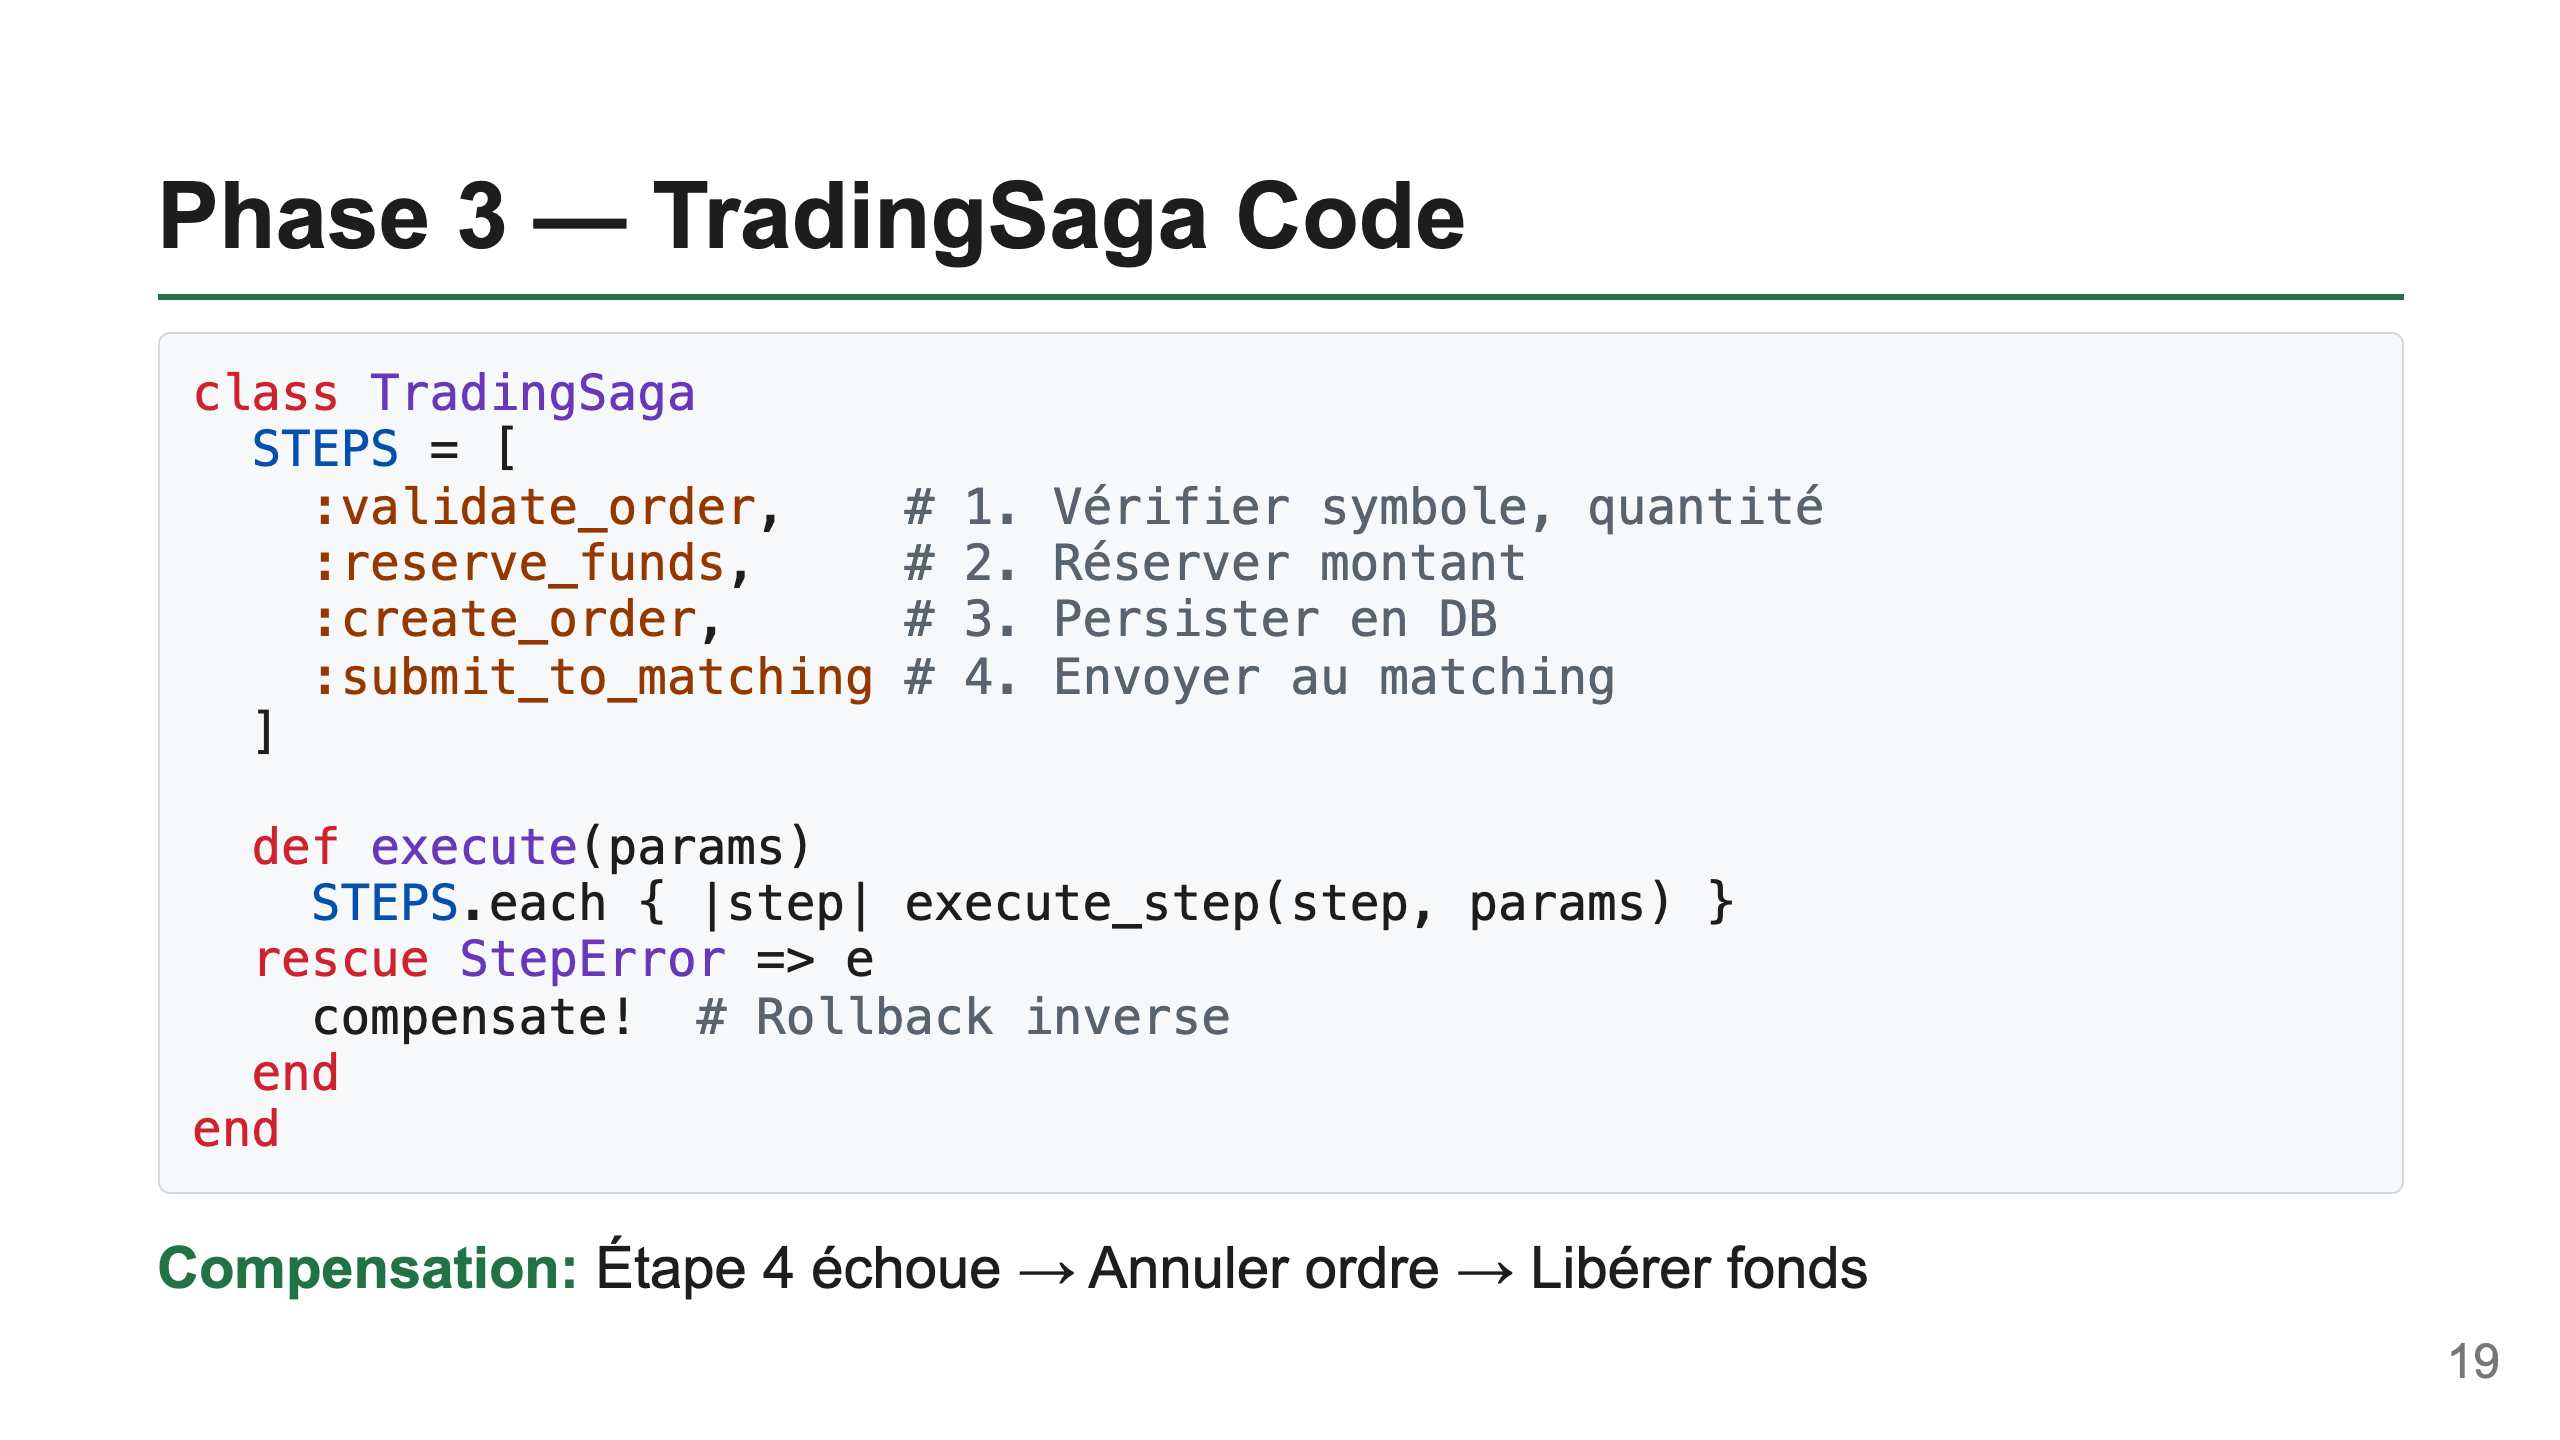 Phase 3 — TradingSaga Code
class TradingSaga
  STEPS = [
    :validate_order,    # 1. Vérifier symbole, quantité
    :reserve_funds,     # 2. Réserver montant
    :create_order,      # 3. Persister en DB
    :submit_to_matching # 4. Envoyer au matching
  ]
  def execute(params)
    STEPS.each { |step| execute_step(step, params) }
  rescue StepError => e
    compensate!  # Rollback inverse
  end
end
Compensation: Étape 4 échoue → Annuler ordre → Libérer fonds
19